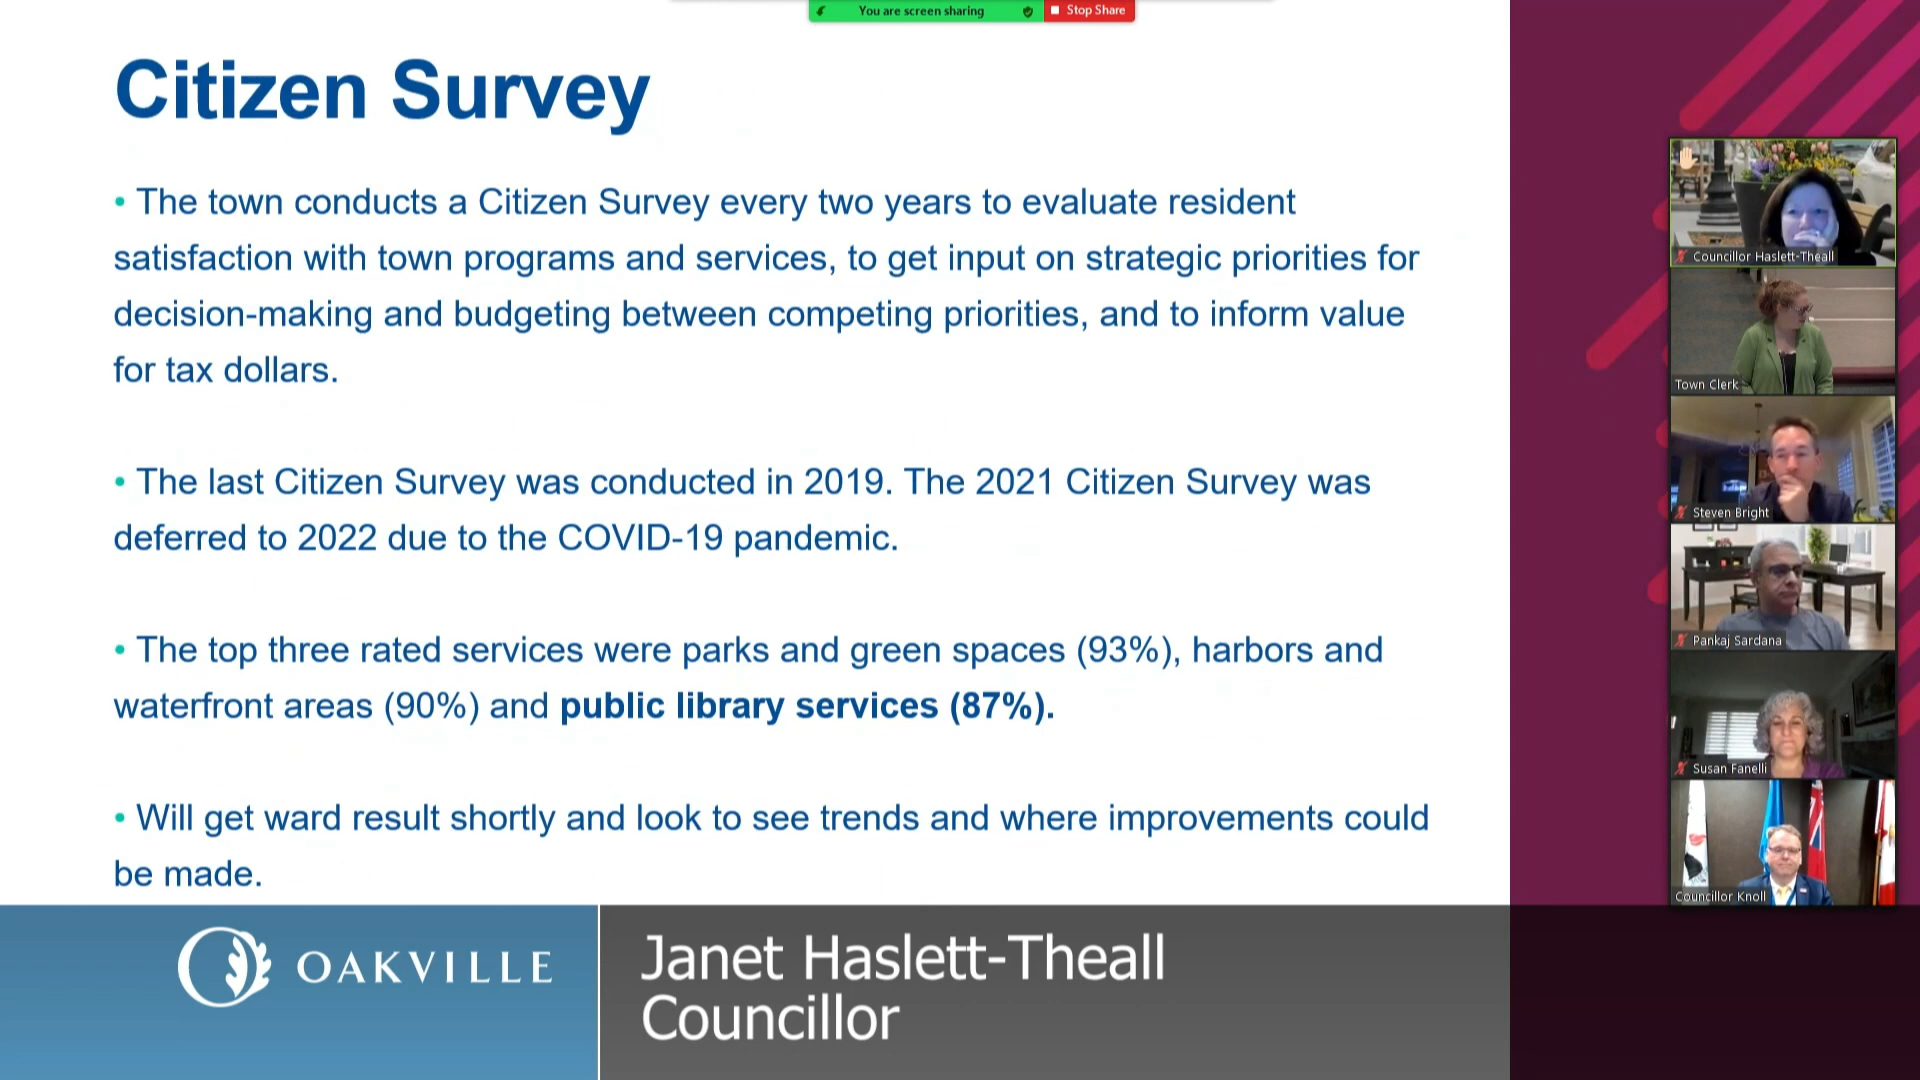 You are screen sharing
Stop Share
Citizen Survey
• The town conducts a Citizen Survey every two years to evaluate resident
satisfaction with town programs and services, to get input on strategic priorities for
decision-making and budgeting between competing priorities, and to inform value
for tax dollars.
• The last Citizen Survey was conducted in 2019. The 2021 Citizen Survey was
deferred to 2022 due to the COVID-19 pandemic.
• The top three rated services were parks and green spaces (93%), harbors and
waterfront areas (90%) and public library services (87%).
• Will get ward result shortly and look to see trends and where improvements could
be made.
Councillor Haslett-Theall
Town Clerk
Steven Bright
Pankaj Sardana
Susan Fanelli
Councillor Knoll
OAKVILLE
Janet Haslett-Theall
Councillor